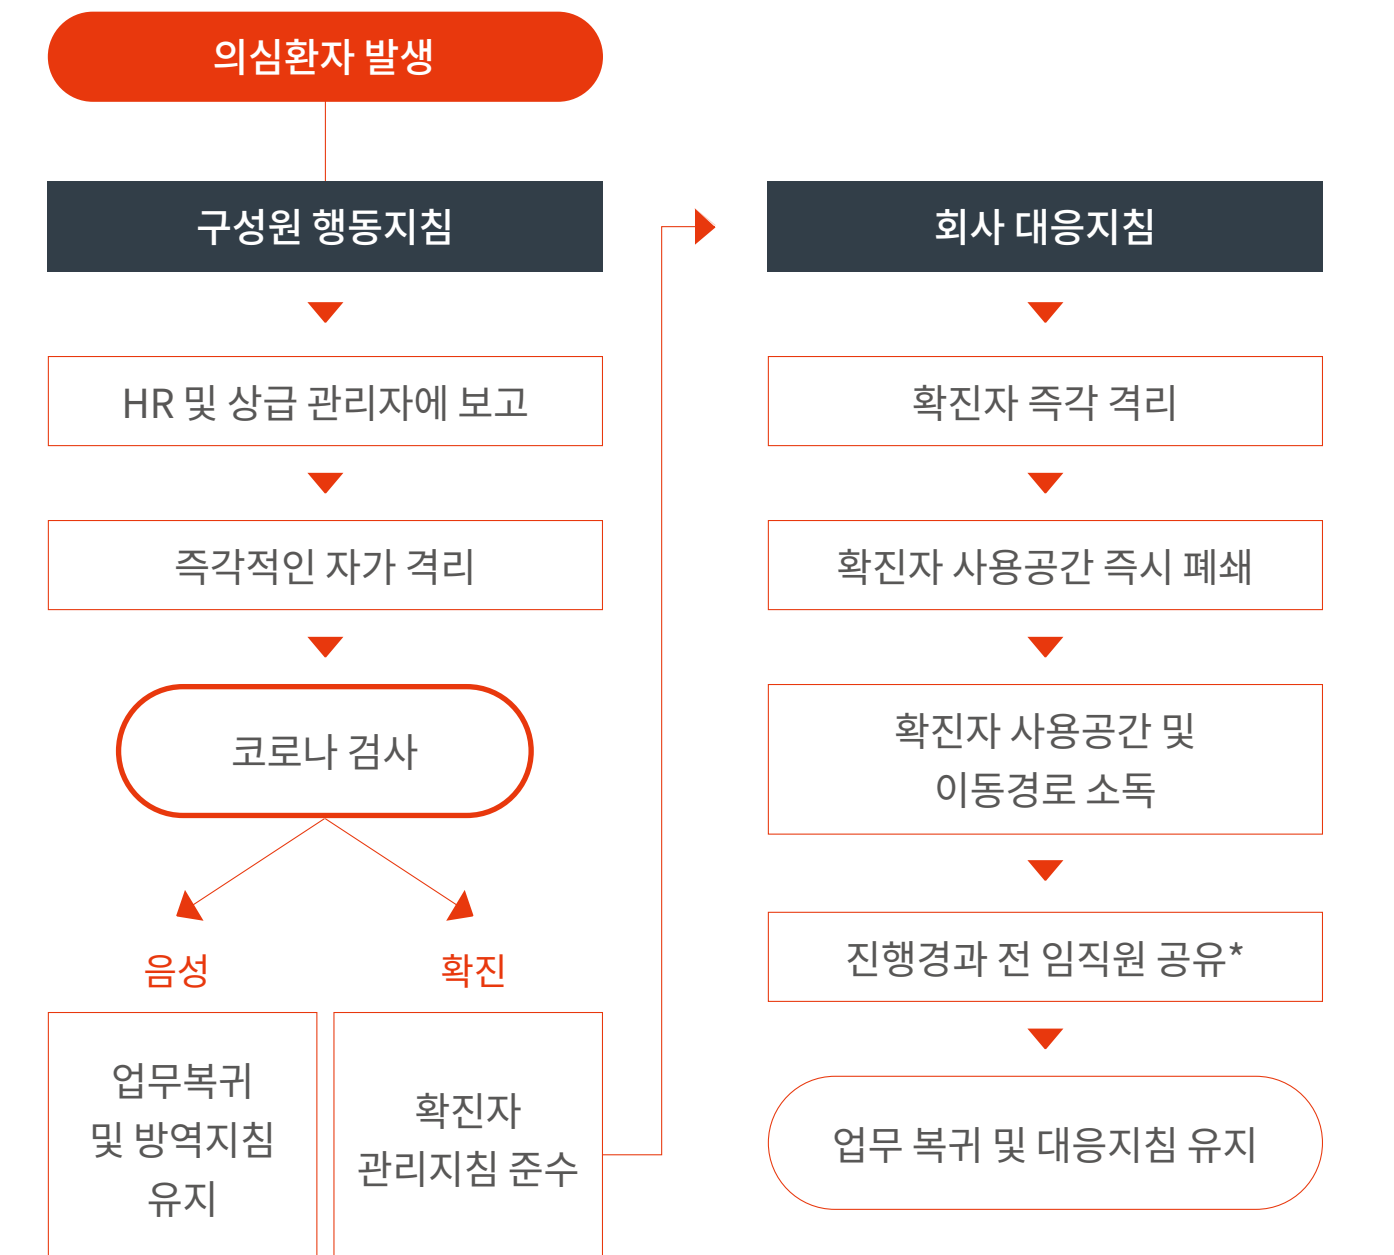 의심환자 발생
구성원 행동지침
HR 및 상급 관리자에 보고
즉각적인 자가 격리
코로나 검사
음성
업무복귀
및 방역지침
유지
확진
확진자
관리지침 준수
회사 대응지침
확진자 즉각 격리
확진자 사용공간 즉시 폐쇄
확진자 사용공간 및
이동경로 소독
진행경과 전 임직원 공유*
업무 복귀 및 대응지침 유지